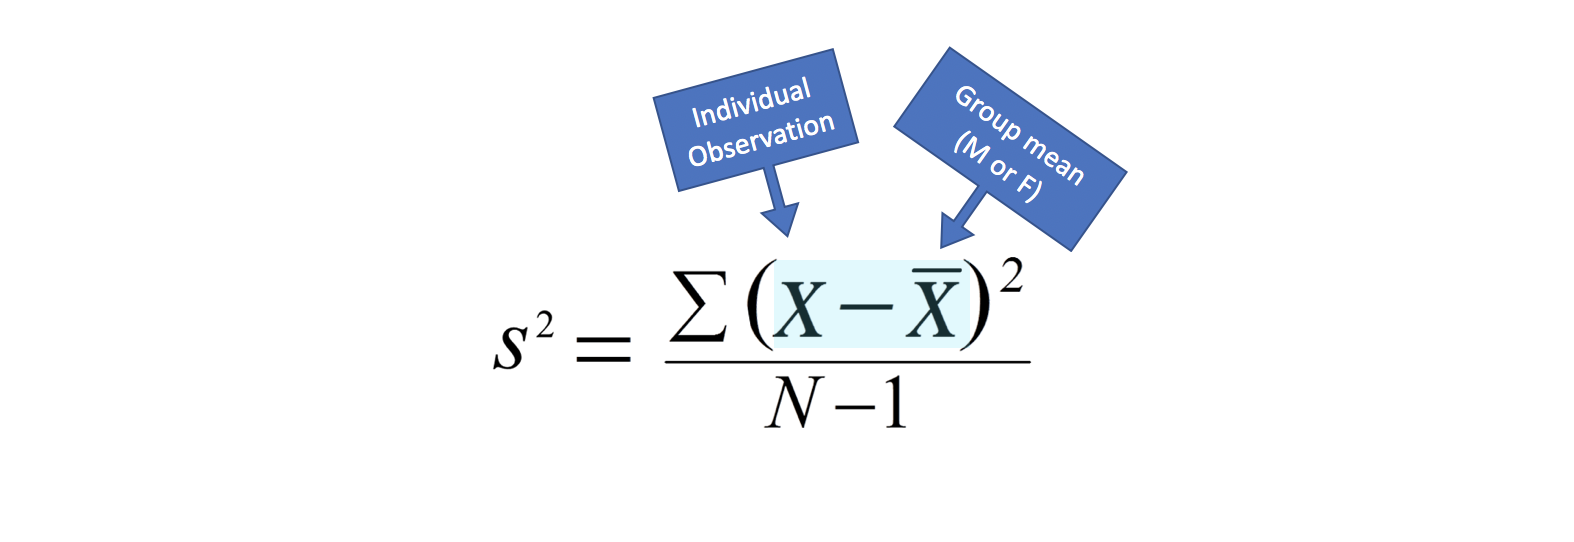 Individual
Observation
Group mean
(M or F)
s² = ∑(X − X̅)²
N − 1